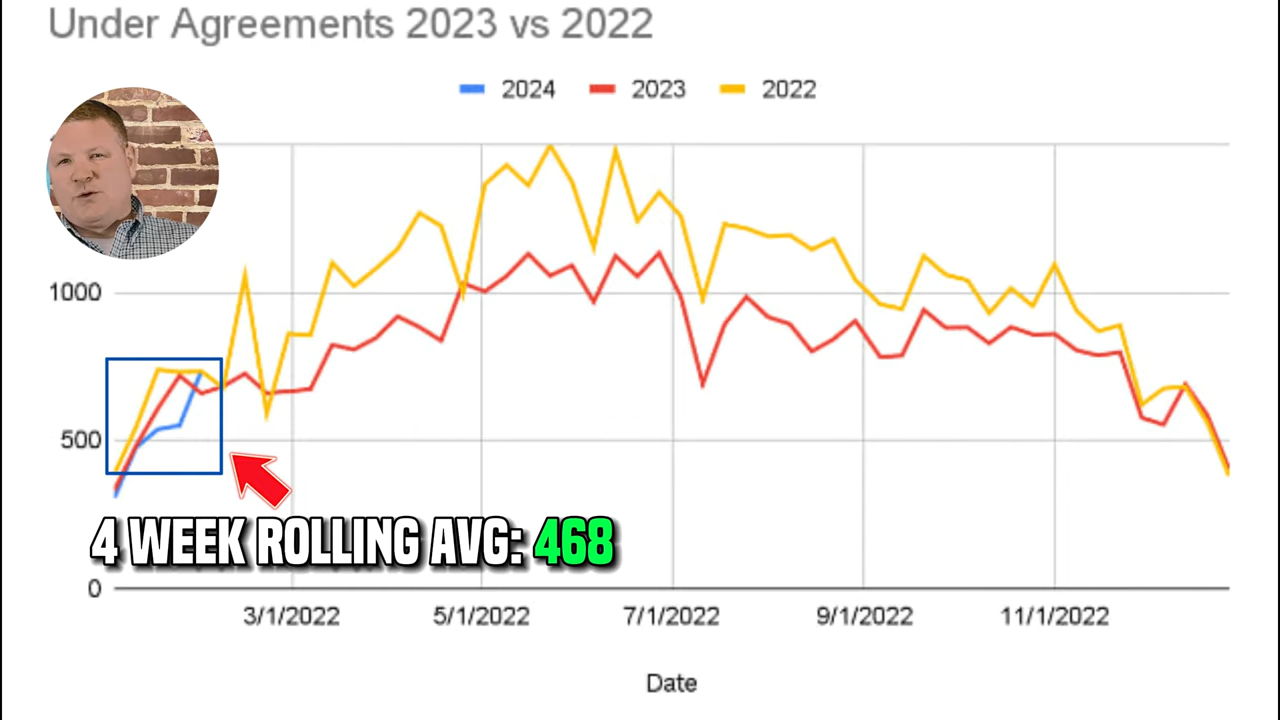 Under Agreements 2023 vs 2022
2024 2023 2022
1000
500
4 WEEK ROLLING AVG: 468
0
3/1/2022 5/1/2022 7/1/2022 9/1/2022 11/1/2022
Date